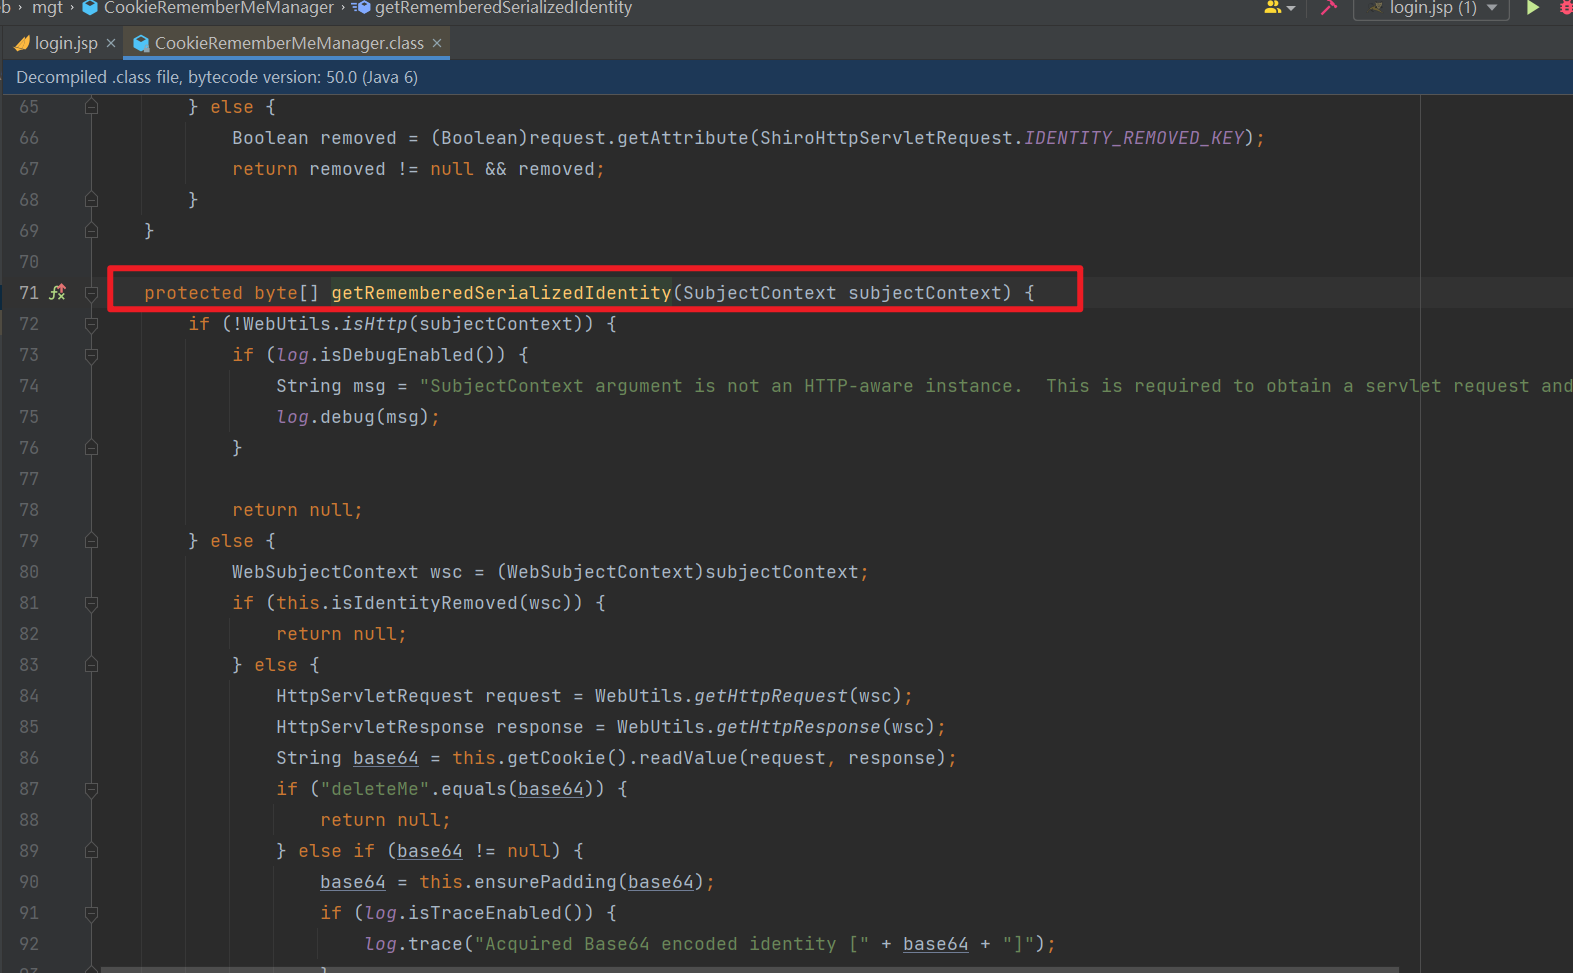 b › mgt › CookieRememberMeManager › getRememberedSerializedIdentity login.jsp (1)
login.jsp × CookieRememberMeManager.class ×
Decompiled .class file, bytecode version: 50.0 (Java 6)
65 } else {
66 Boolean removed = (Boolean)request.getAttribute(ShiroHttpServletRequest.IDENTITY_REMOVED_KEY);
67 return removed != null && removed;
68 }
69 }
70
71 protected byte[] getRememberedSerializedIdentity(SubjectContext subjectContext) {
72 if (!WebUtils.isHttp(subjectContext)) {
73 if (log.isDebugEnabled()) {
74 String msg = "SubjectContext argument is not an HTTP-aware instance.  This is required to obtain a servlet request and
75 log.debug(msg);
76 }
77
78 return null;
79 } else {
80 WebSubjectContext wsc = (WebSubjectContext)subjectContext;
81 if (this.isIdentityRemoved(wsc)) {
82 return null;
83 } else {
84 HttpServletRequest request = WebUtils.getHttpRequest(wsc);
85 HttpServletResponse response = WebUtils.getHttpResponse(wsc);
86 String base64 = this.getCookie().readValue(request, response);
87 if ("deleteMe".equals(base64)) {
88 return null;
89 } else if (base64 != null) {
90 base64 = this.ensurePadding(base64);
91 if (log.isTraceEnabled()) {
92 log.trace("Acquired Base64 encoded identity [" + base64 + "]");